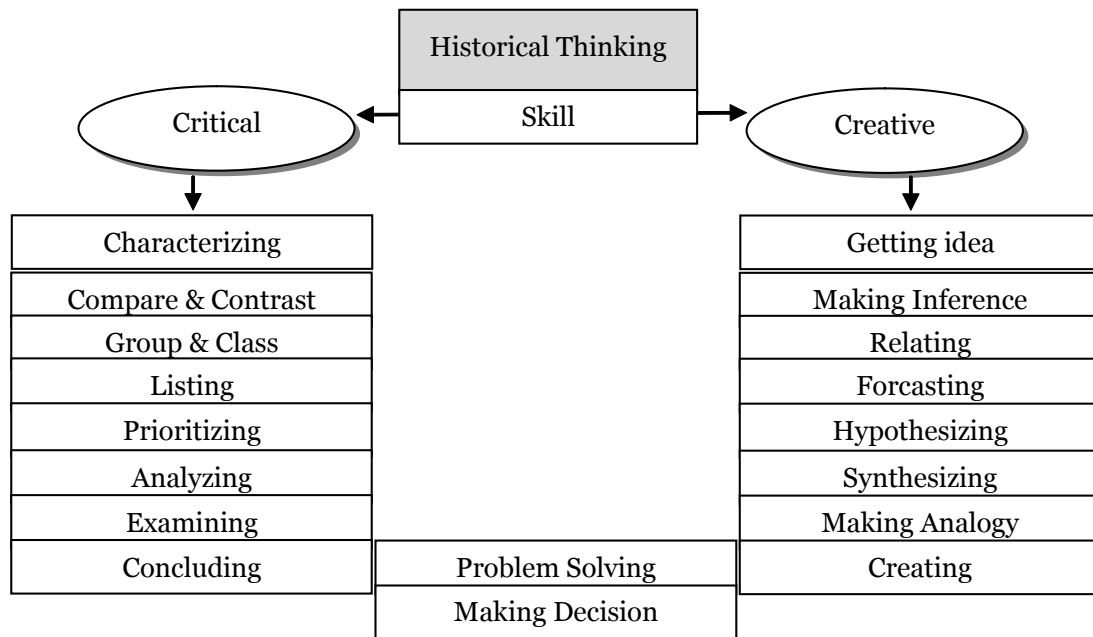 Historical Thinking
Skill
Critical
Creative
Characterizing
Compare & Contrast
Group & Class
Listing
Prioritizing
Analyzing
Examining
Concluding
Getting idea
Making Inference
Relating
Forcasting
Hypothesizing
Synthesizing
Making Analogy
Creating
Problem Solving
Making Decision